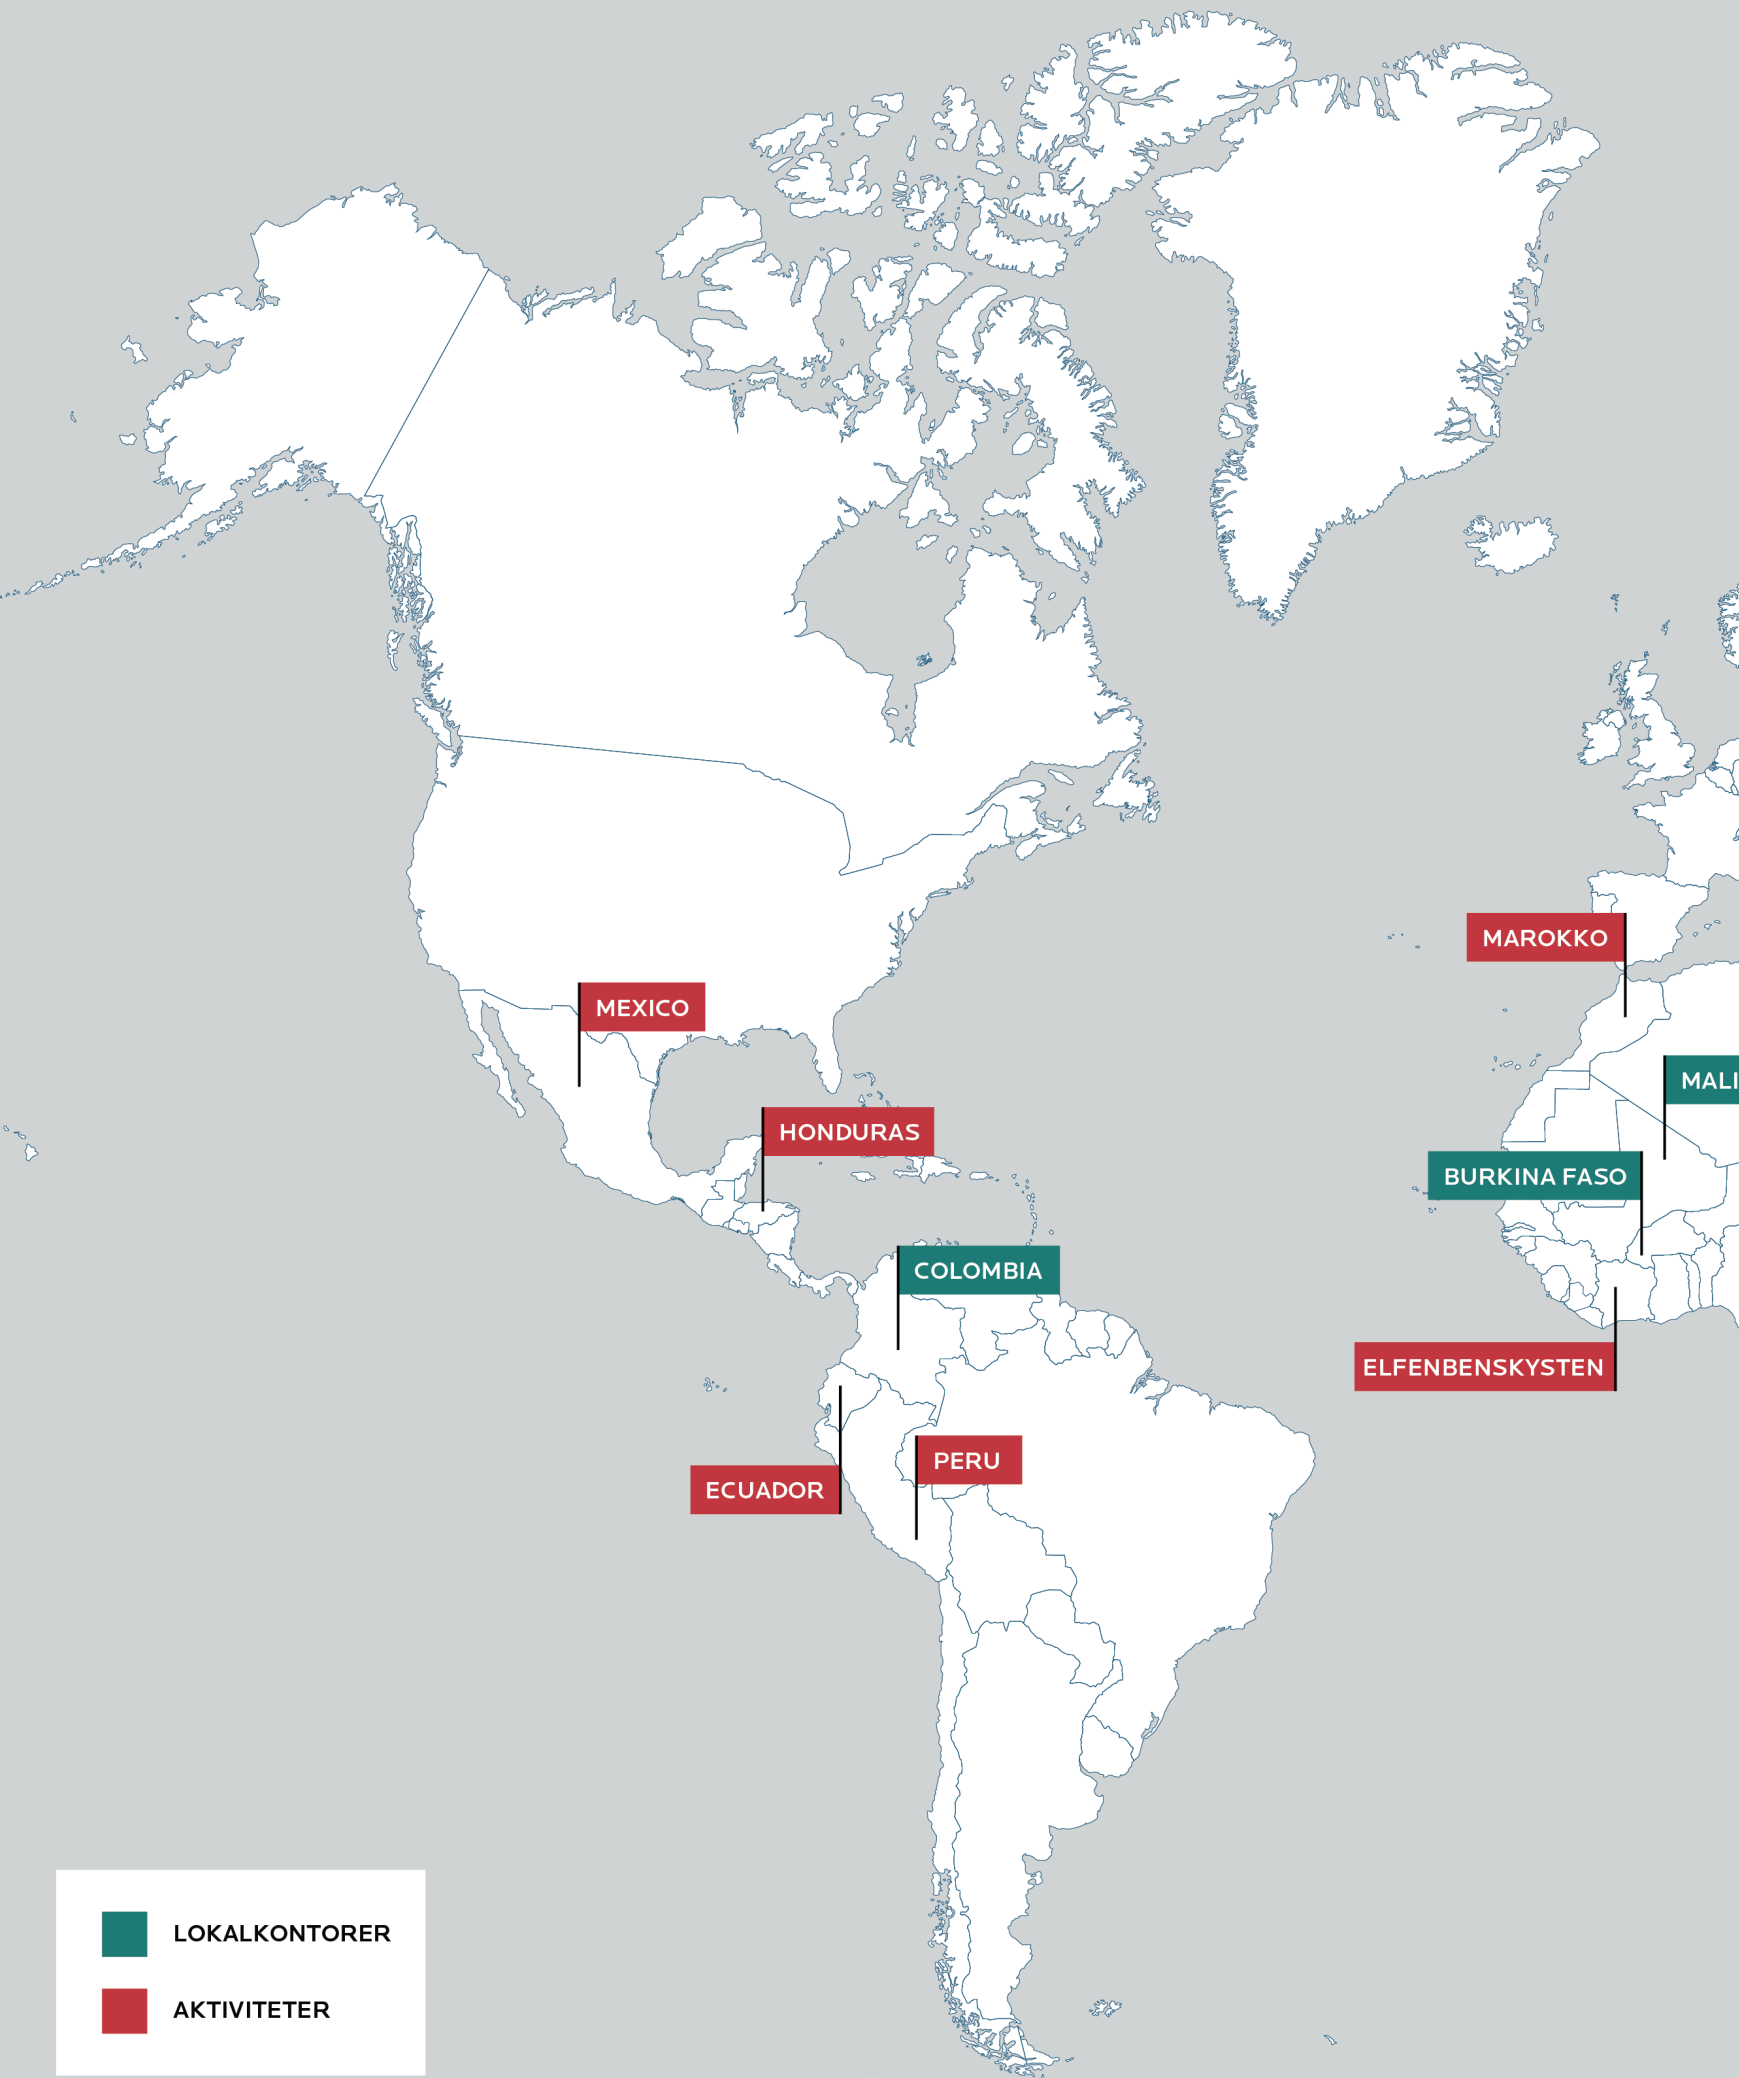 MAROKKO
MEXICO
MALI
HONDURAS
BURKINA FASO
COLOMBIA
ELFENBENSKYSTEN
PERU
ECUADOR
LOKALKONTORER
AKTIVITETER